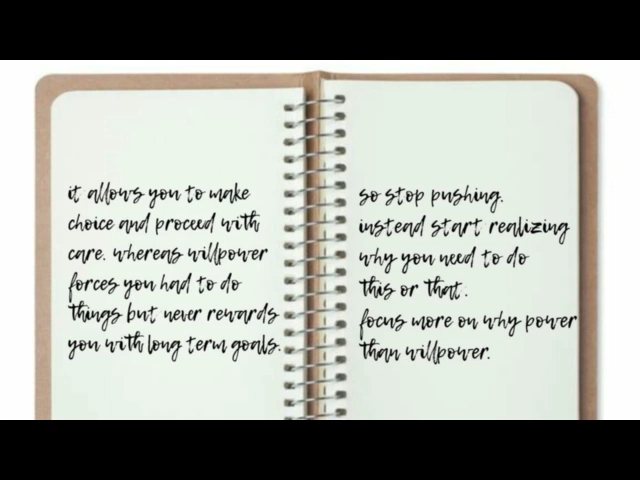 it allows you to make
choice and proceed with
care. whereas willpower
forces you had to do
things but never rewards
you with long term goals.
so stop pushing.
instead start realizing
why you need to do
this or that.
focus more on why power
than willpower.